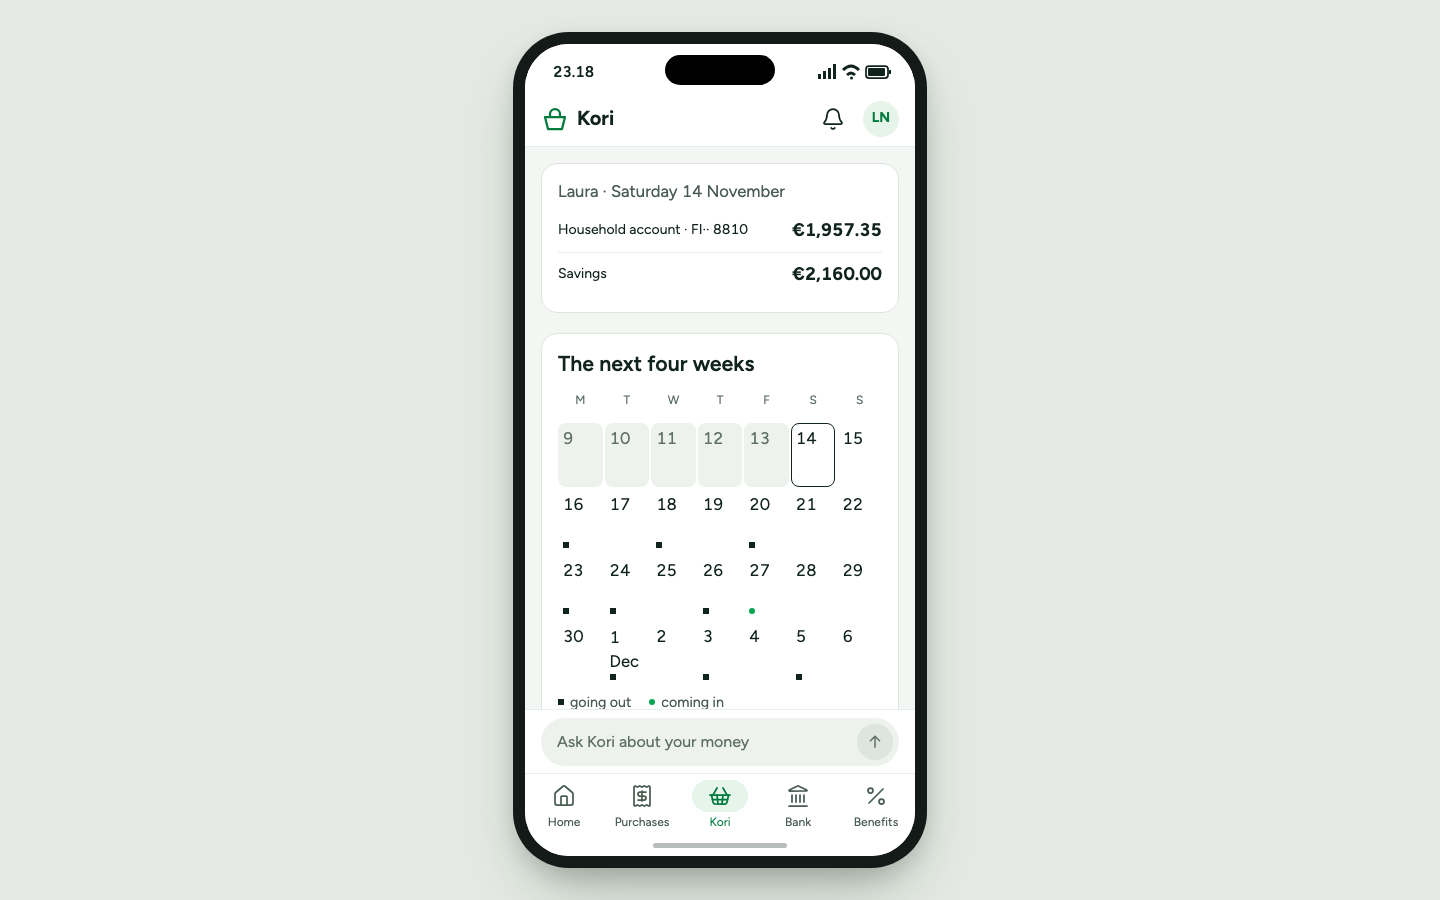 23.18
Kori
LN
Laura · Saturday 14 November
Household account · FI·· 8810 €1,957.35
Savings €2,160.00
The next four weeks
M T W T F S S
9 10 11 12 13 14 15
16 17 18 19 20 21 22
23 24 25 26 27 28 29
30 1 Dec 2 3 4 5 6
going out coming in
Ask Kori about your money
Home Purchases Kori Bank Benefits